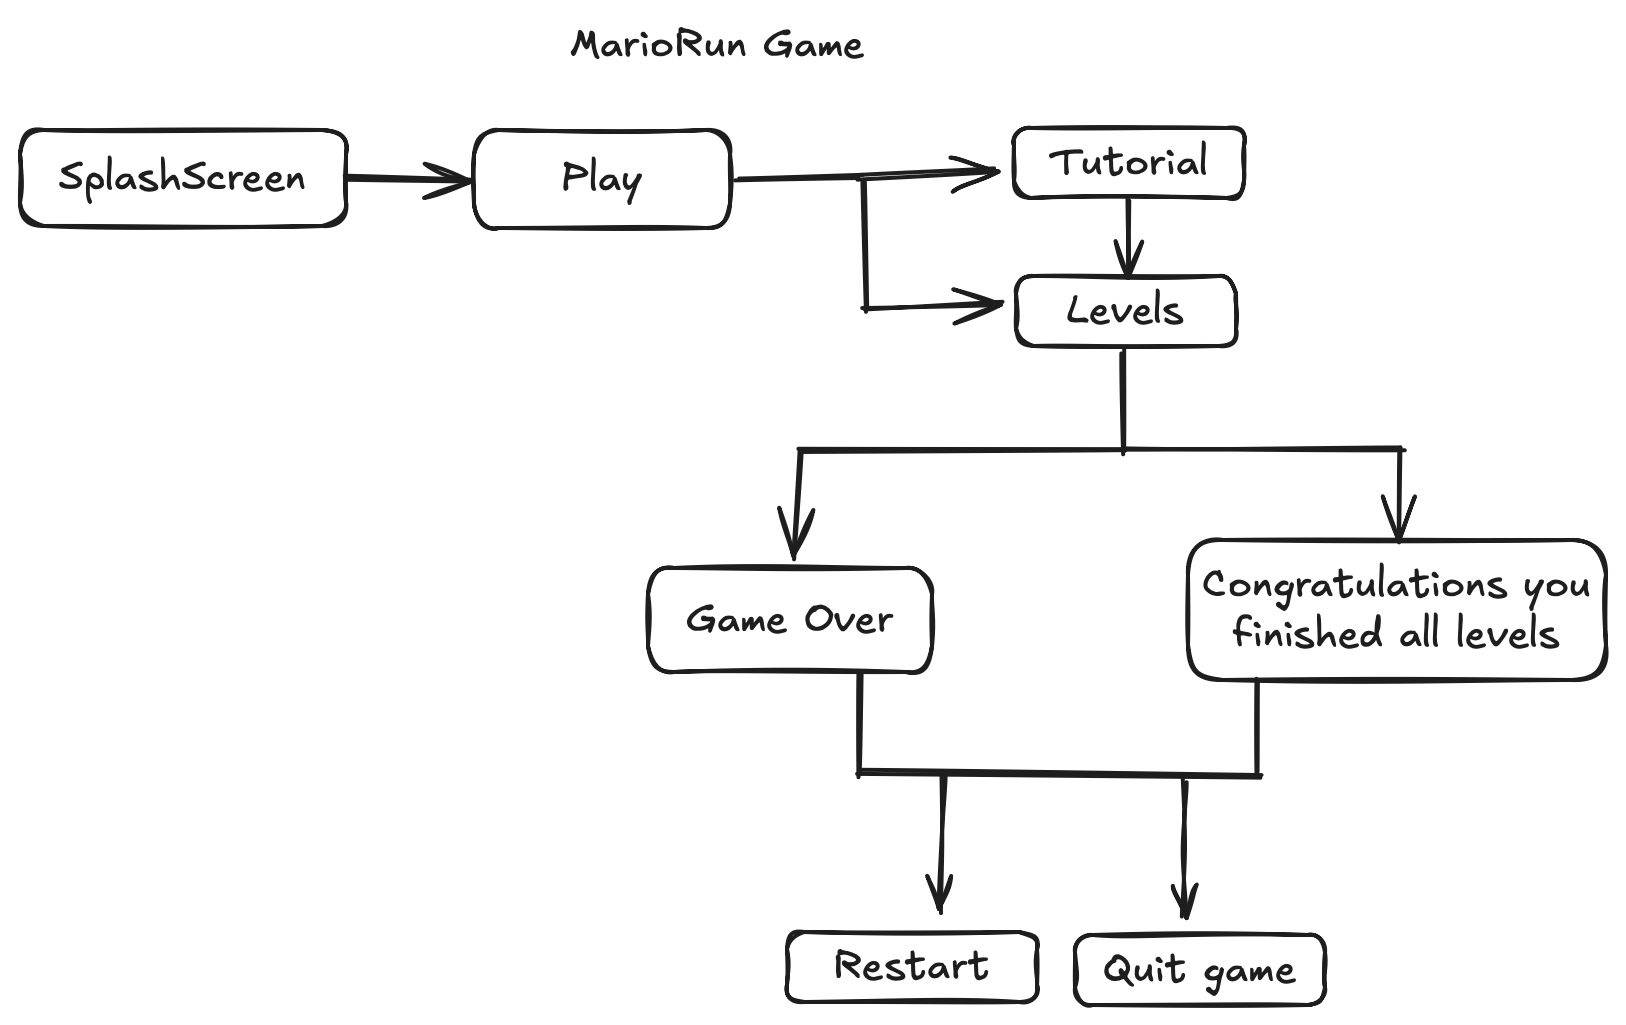 MarioRun Game
SplashScreen
Play
Tutorial
Levels
Game Over
Congratulations you
finished all levels
Restart
Quit game